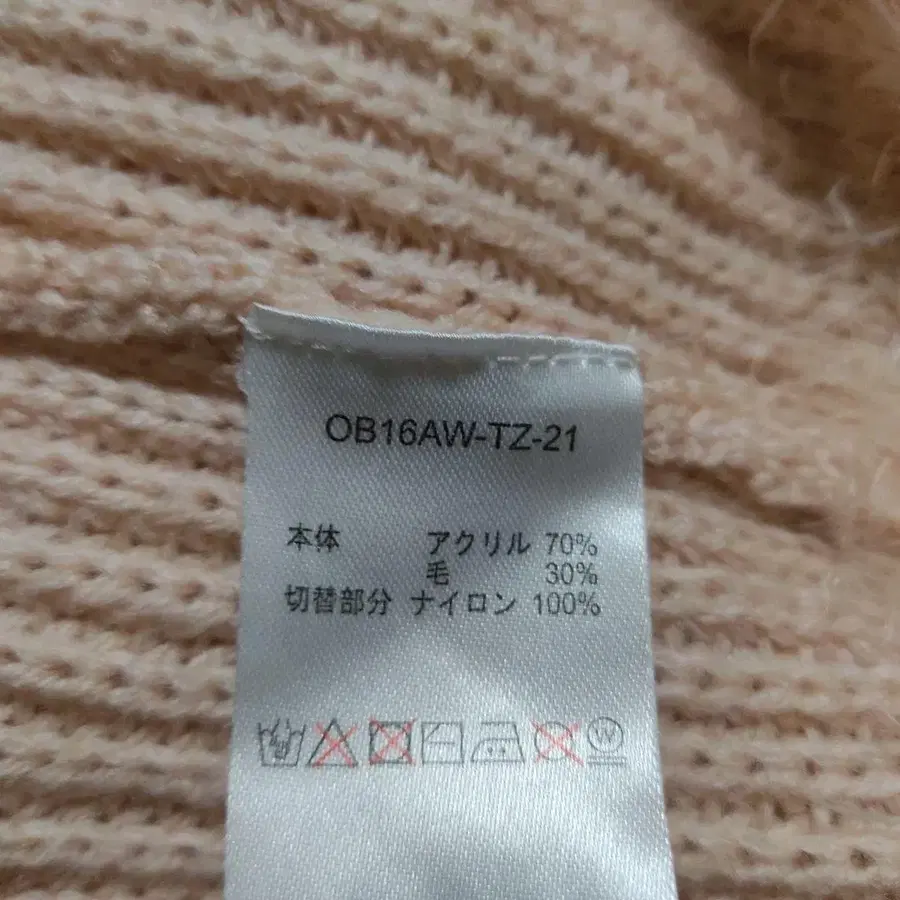 OB16AW-TZ-21
本体 アクリル 70%
毛 30%
切替部分 ナイロン 100%
W